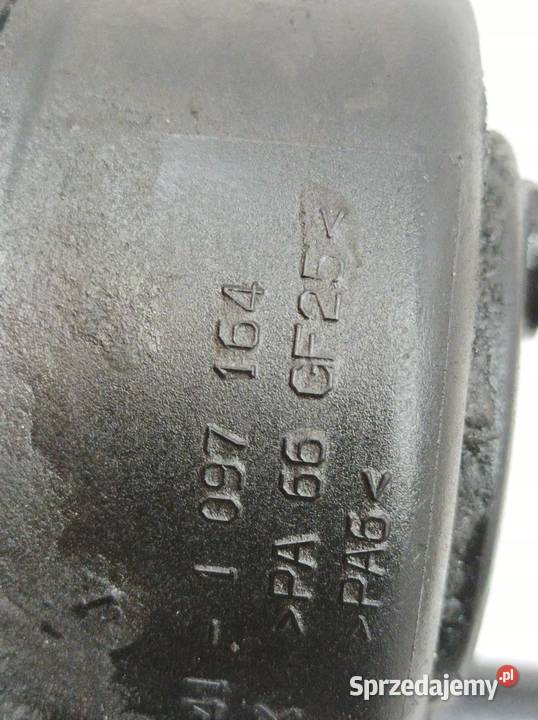 - 1 097 164
>PA 66 GF25<
>PA6<
Sprzedajemy.pl